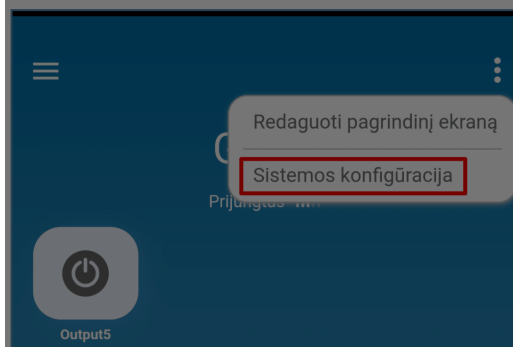 Redaguoti pagrindinį ekraną
Sistemos konfigūracija
Output5